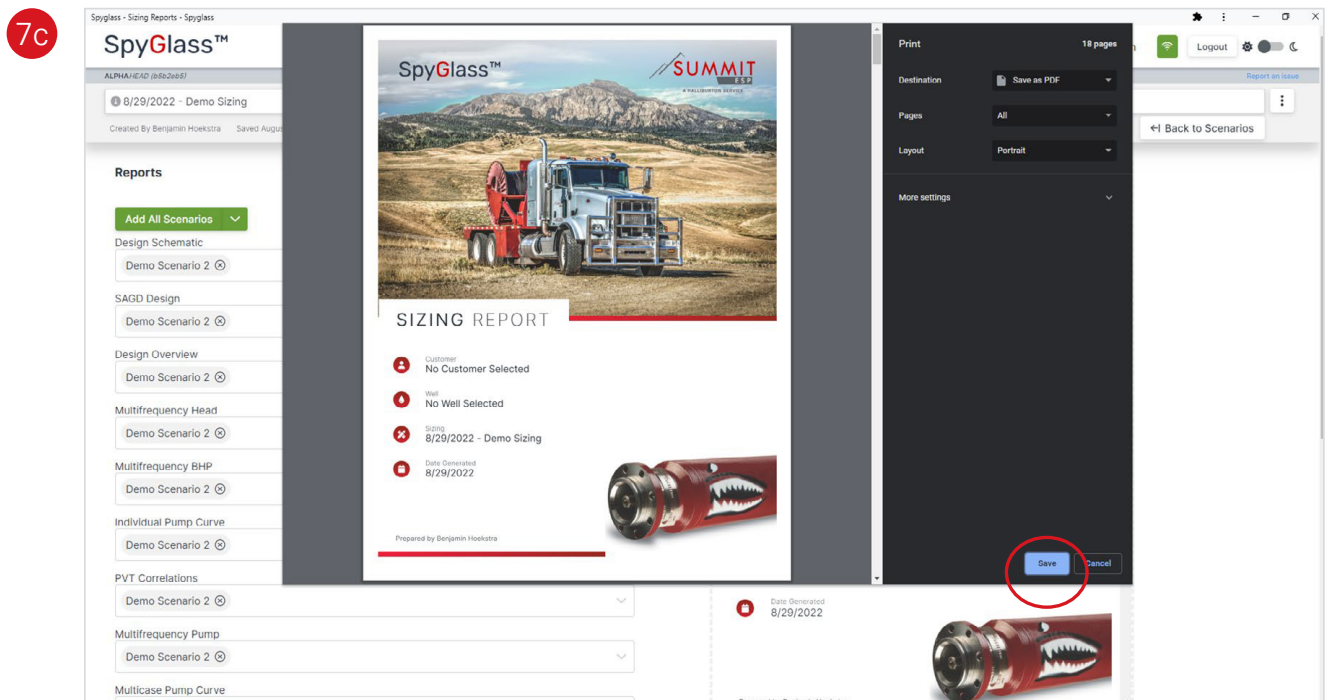 7c
Spyglass - Sizing Reports - Spyglass
SpyGlass™
Logout
ALPHA/HEAD (b5b2eb5)
Report an issue
8/29/2022 - Demo Sizing
Created By Benjamin Hoekstra Saved Augus
Back to Scenarios
Reports
Add All Scenarios
Design Schematic
Demo Scenario 2
SAGD Design
Demo Scenario 2
Design Overview
Demo Scenario 2
Multifrequency Head
Demo Scenario 2
Multifrequency BHP
Demo Scenario 2
Individual Pump Curve
Demo Scenario 2
PVT Correlations
Demo Scenario 2
Multifrequency Pump
Demo Scenario 2
Multicase Pump Curve
SpyGlass™
SUMMIT
ESP
A HALLIBURTON SERVICE
SIZING REPORT
Customer
No Customer Selected
Well
No Well Selected
Sizing
8/29/2022 - Demo Sizing
Date Generated
8/29/2022
Prepared by Benjamin Hoekstra
Print 18 pages
Destination Save as PDF
Pages All
Layout Portrait
More settings
Save Cancel
Date Generated
8/29/2022